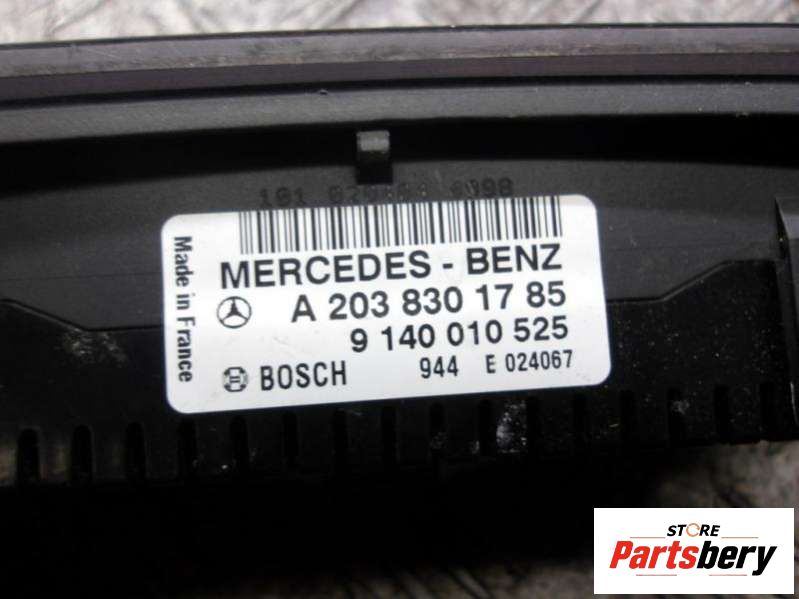 Made in France
MERCEDES - BENZ
A 203 830 17 85
9 140 010 525
BOSCH 944 E 024067
STORE
Partsbery